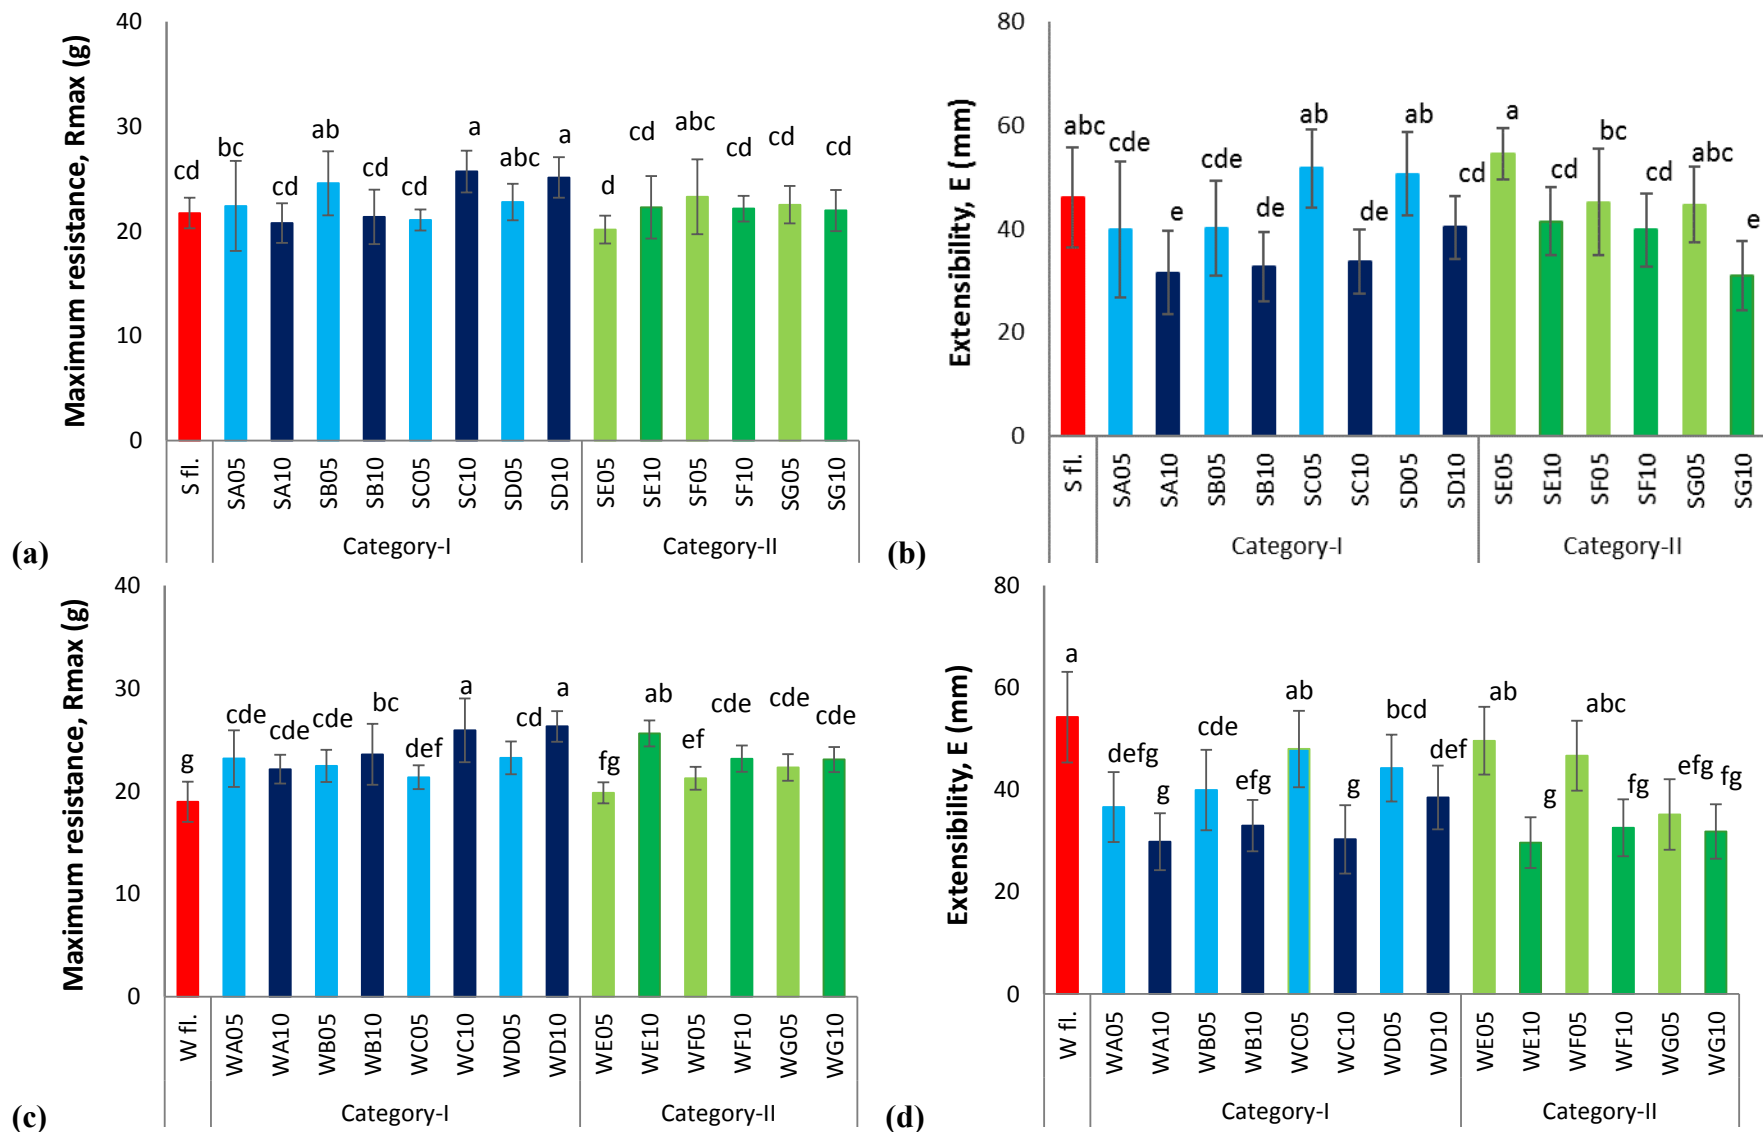 Maximum resistance, Rmax (g)
40
30
20
10
0
cd bc cd ab cd cd a abc a d cd abc cd cd cd
S fl. SA05 SA10 SB05 SB10 SC05 SC10 SD05 SD10 SE05 SE10 SF05 SF10 SG05 SG10
Category-I Category-II
(a)
Extensibility, E (mm)
80
60
40
20
0
abc cde e cde de ab de ab cd a cd bc cd abc e
S fl. SA05 SA10 SB05 SB10 SC05 SC10 SD05 SD10 SE05 SE10 SF05 SF10 SG05 SG10
Category-I Category-II
(b)
Maximum resistance, Rmax (g)
40
30
20
10
0
g cde cde cde bc def a cd a fg ab ef cde cde cde
W fl. WA05 WA10 WB05 WB10 WC05 WC10 WD05 WD10 WE05 WE10 WF05 WF10 WG05 WG10
Category-I Category-II
(c)
Extensibility, E (mm)
80
60
40
20
0
a defg g cde efg ab g bcd def ab g abc fg efg fg
W fl. WA05 WA10 WB05 WB10 WC05 WC10 WD05 WD10 WE05 WE10 WF05 WF10 WG05 WG10
Category-I Category-II
(d)